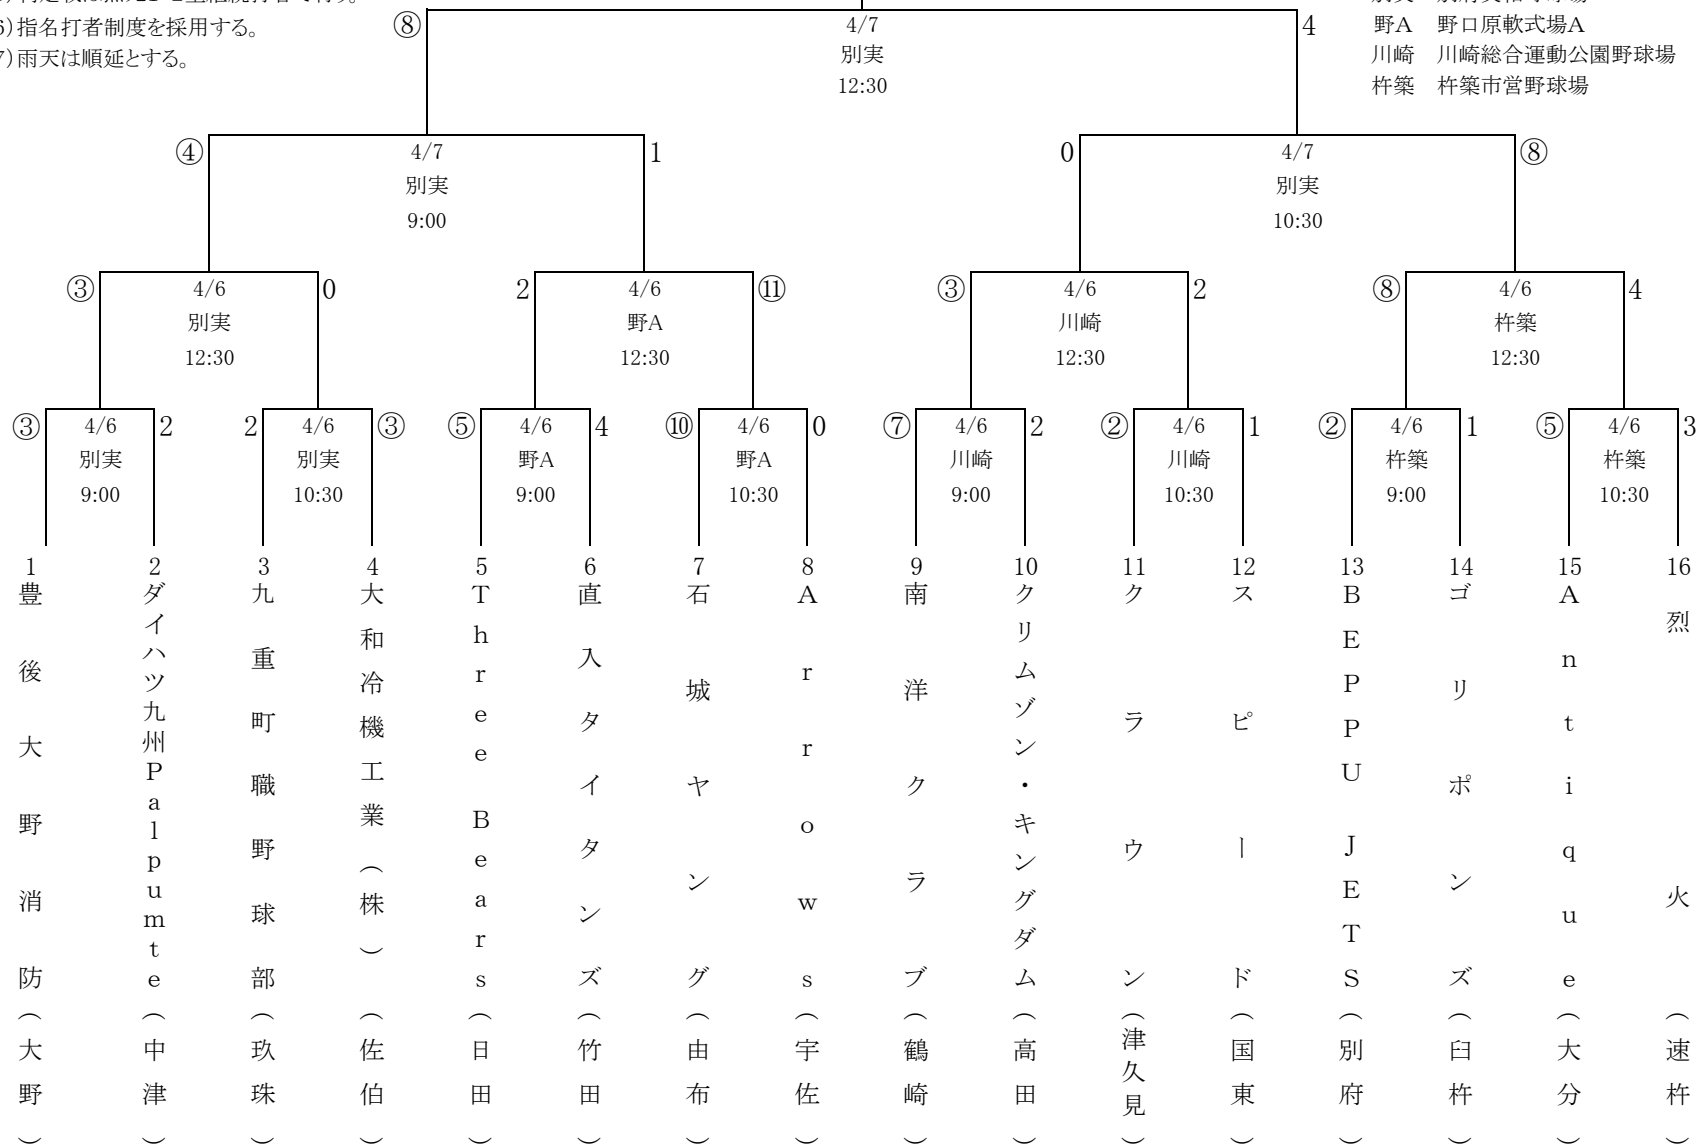 6)指名打者制度を採用する。
7)雨天は順延とする。
野A 野口原軟式場A
川崎 川崎総合運動公園野球場
杵築 杵築市営野球場
⑧ 4/7 4
別実
12:30
④ 4/7 1
別実
9:00
0 4/7 ⑧
別実
10:30
③ 4/6 0
別実
12:30
2 4/6 ⑪
野A
12:30
③ 4/6 2
川崎
12:30
⑧ 4/6 4
杵築
12:30
③ 4/6 2
別実
9:00
2 4/6 ③
別実
10:30
⑤ 4/6 4
野A
9:00
⑩ 4/6 0
野A
10:30
⑦ 4/6 2
川崎
9:00
② 4/6 1
川崎
10:30
② 4/6 1
杵築
9:00
⑤ 4/6 3
杵築
10:30
1 豊後大野消防(大野)
2 ダイハツ九州Palpumte(中津)
3 九重町職野球部(玖珠)
4 大和冷機工業(株)(佐伯)
5 Three Bears(日田)
6 直入タイタンズ(竹田)
7 石城ヤング(由布)
8 Arrows(宇佐)
9 南洋クラブ(鶴崎)
10 クリムゾン・キングダム(高田)
11 クラウン(津久見)
12 スピード(国東)
13 BEPPU JETS(別府)
14 ゴリポンズ(臼杵)
15 Antique(大分)
16 烈火(速杵)